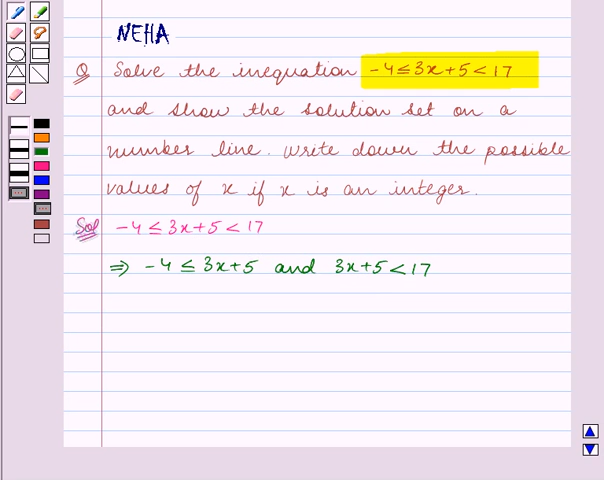 NEHA
Q Solve the inequation -4≤3x+5<17
and show the solution set on a
number line. Write down the possible
values of x if x is an integer.
Sol -4≤3x+5<17
⇒ -4≤3x+5 and 3x+5<17